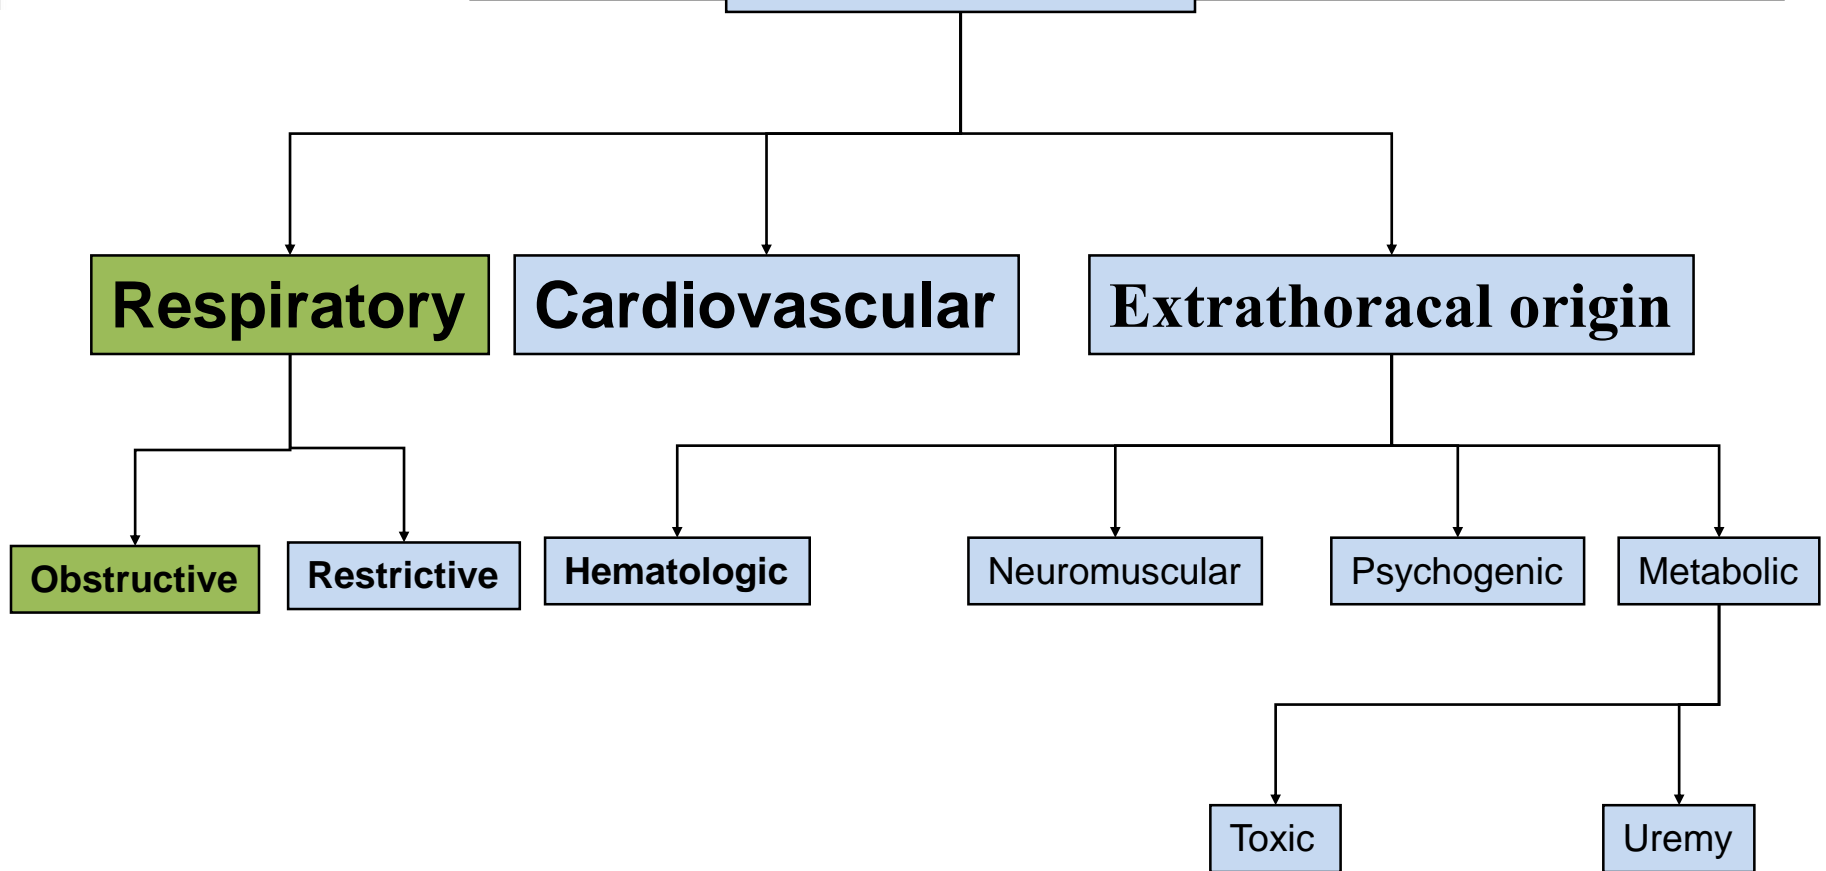 Respiratory
Cardiovascular
Extrathoracal origin
Obstructive
Restrictive
Hematologic
Neuromuscular
Psychogenic
Metabolic
Toxic
Uremy